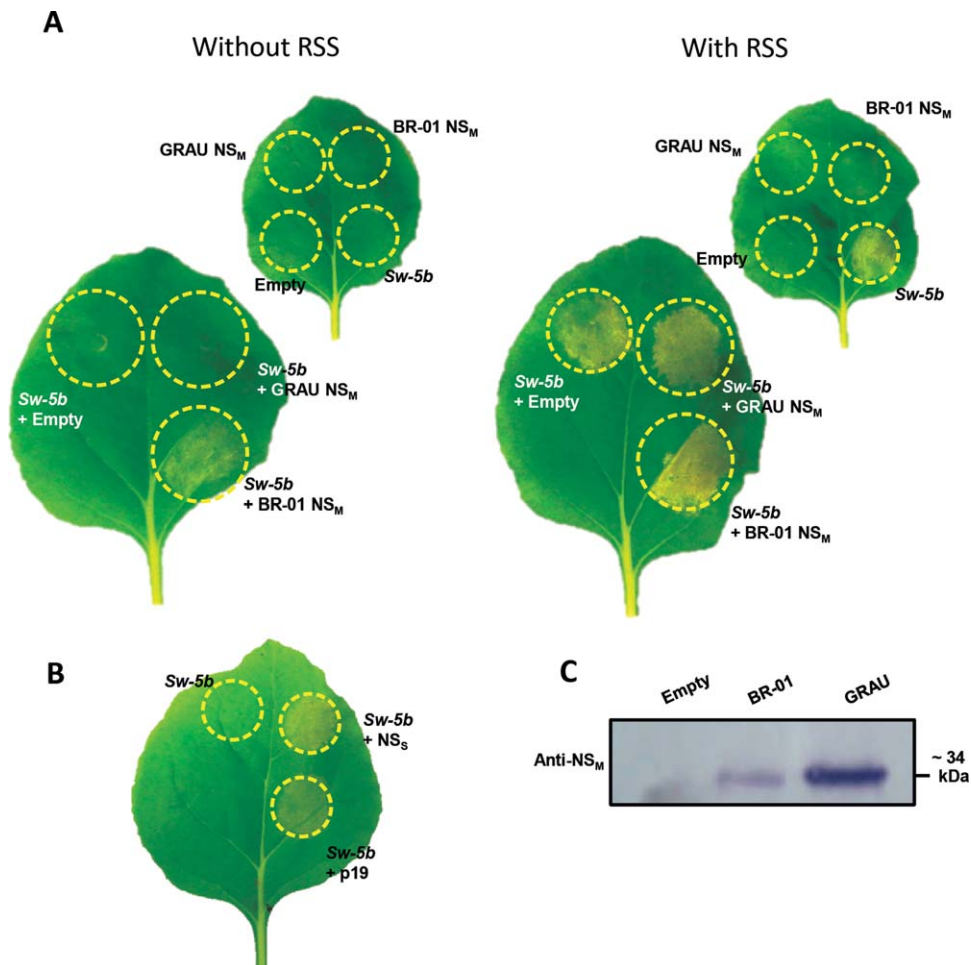 A
Without RSS
With RSS
GRAU NSM
BR-01 NSM
Empty
Sw-5b
Sw-5b
+ Empty
Sw-5b
+ GRAU NSM
Sw-5b
+ BR-01 NSM
GRAU NSM
BR-01 NSM
Empty
Sw-5b
Sw-5b
+ Empty
Sw-5b
+ GRAU NSM
Sw-5b
+ BR-01 NSM
B
Sw-5b
Sw-5b
+ NSS
Sw-5b
+ p19
C
Empty
BR-01
GRAU
Anti-NSM
~ 34
kDa